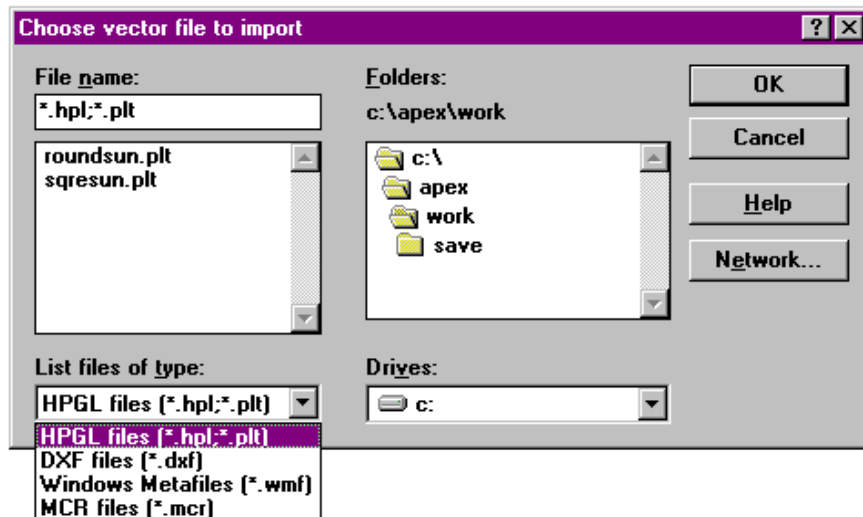 Choose vector file to import
File name:
*.hpl;*.plt
roundsun.plt
sqresun.plt
List files of type:
HPGL files (*.hpl;*.plt)
HPGL files (*.hpl;*.plt)
DXF files (*.dxf)
Windows Metafiles (*.wmf)
MCR files (*.mcr)
Folders:
c:\apex\work
c:\
apex
work
save
Drives:
c:
OK
Cancel
Help
Network...